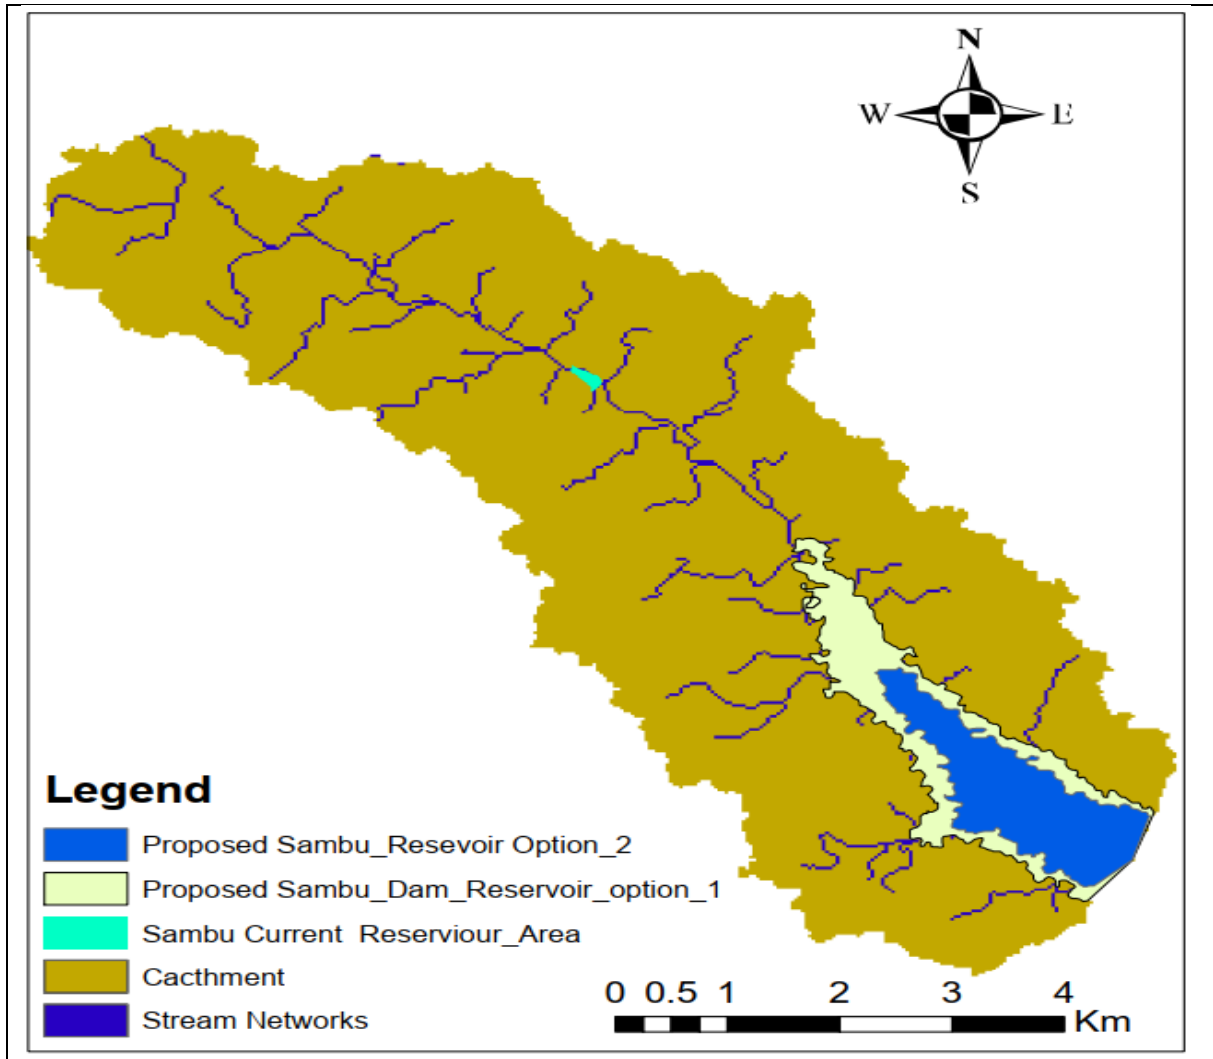 N
W E
S
Legend
Proposed Sambu_Resevoir Option_2
Proposed Sambu_Dam_Reservoir_option_1
Sambu Current Reserviour_Area
Cacthment
Stream Networks
0 0.5 1 2 3 4
Km